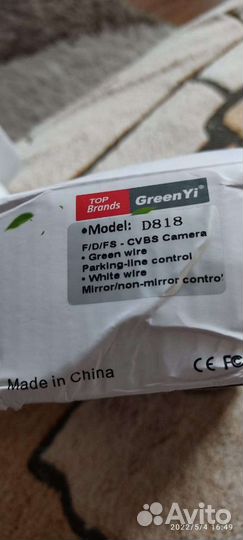 TOP Brands GreenYi®
•Model: D818
F/D/FS - CVBS Camera
• Green wire
Parking-line control
• White wire
Mirror/non-mirror control
CE FC
Made in China
2022/5/4 16:49
Avito